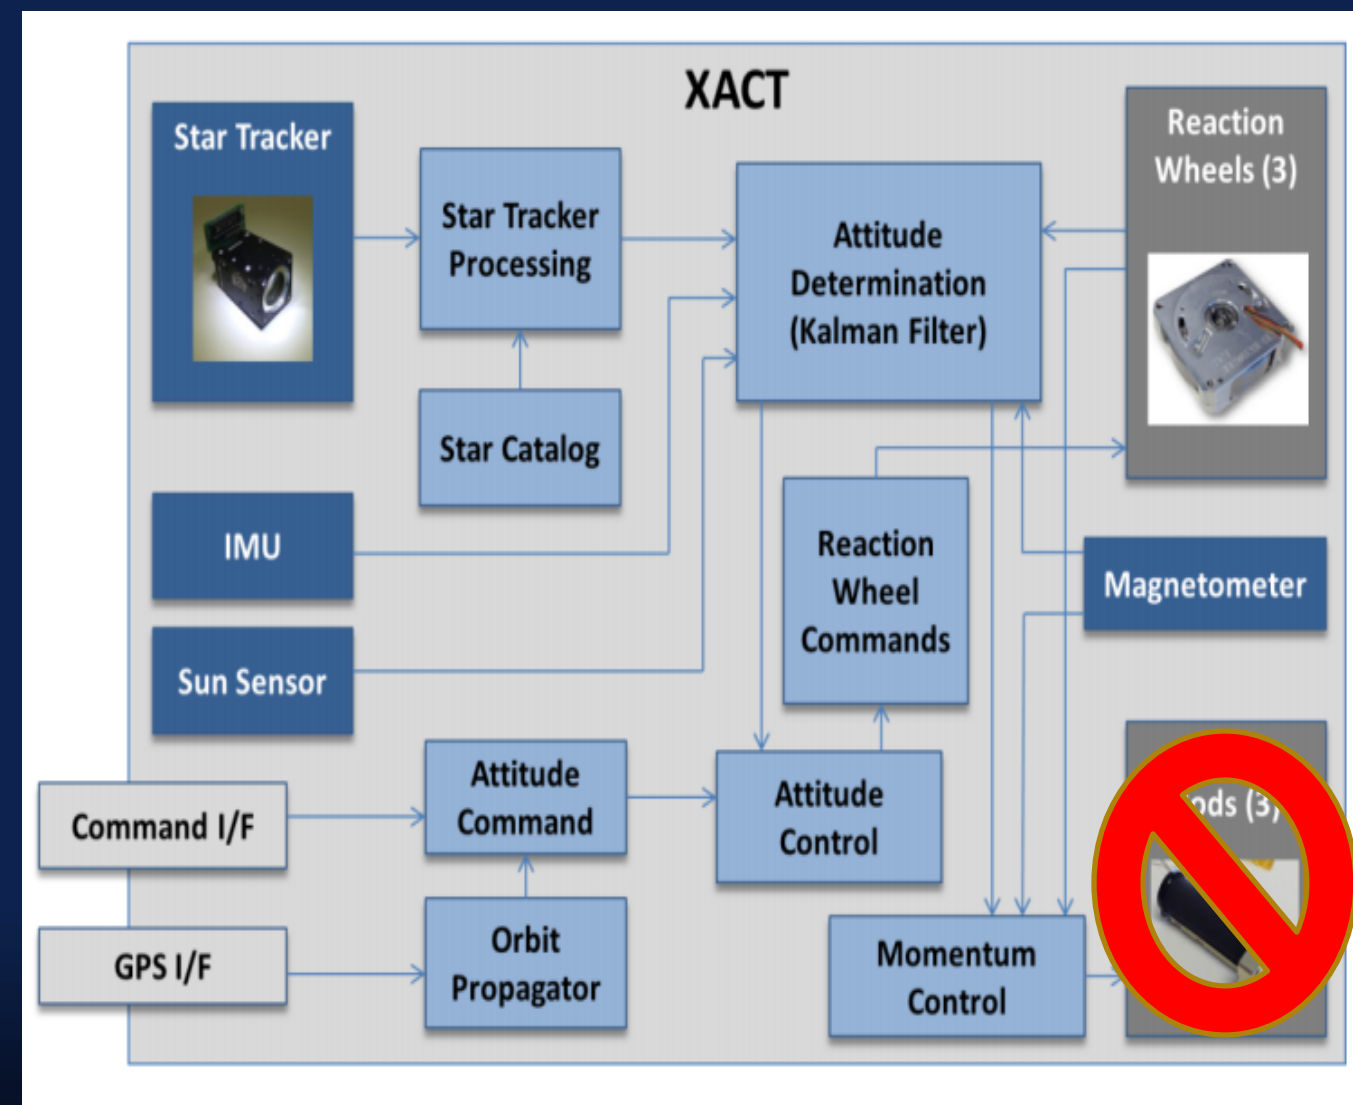 XACT
Star Tracker
Star Tracker
Processing
Star Catalog
IMU
Sun Sensor
Command I/F
GPS I/F
Attitude
Command
Orbit
Propagator
Attitude
Determination
(Kalman Filter)
Reaction
Wheel
Commands
Attitude
Control
Momentum
Control
Reaction
Wheels (3)
Magnetometer
(3)